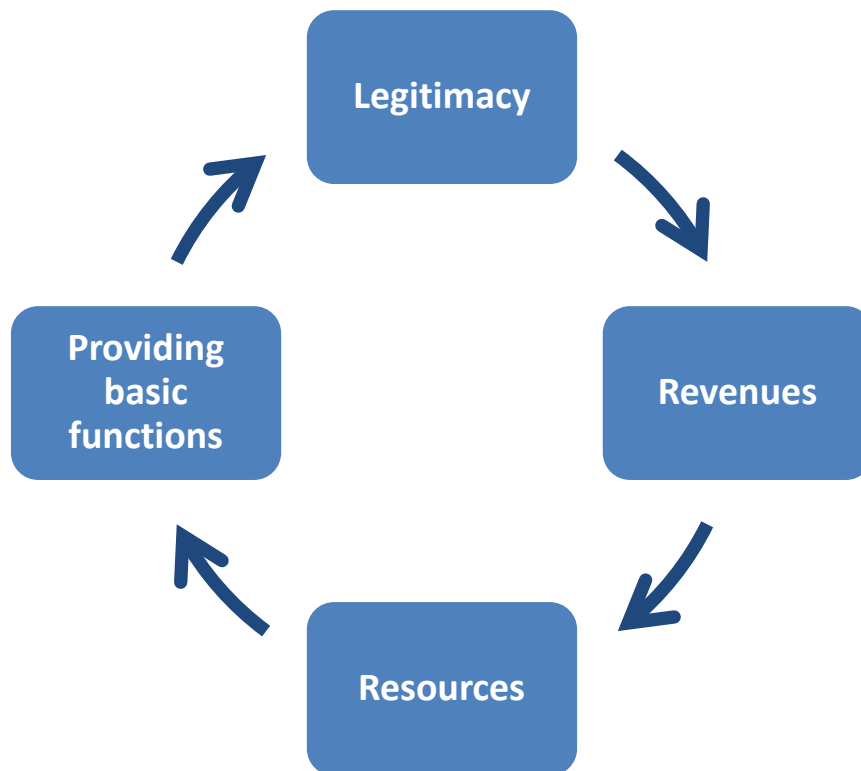 Legitimacy
Revenues
Resources
Providing
basic
functions